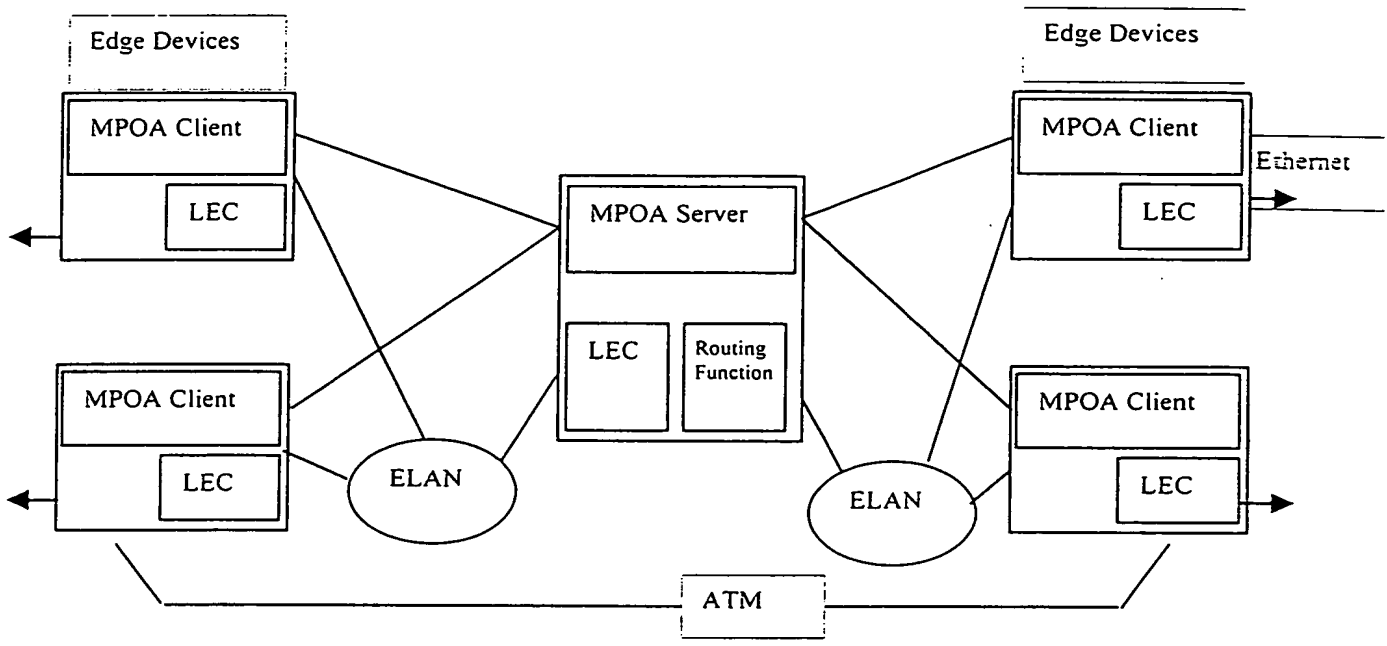 Edge Devices
Edge Devices
MPOA Client
MPOA Client
Ethernet
LEC
MPOA Server
LEC
LEC
Routing
Function
MPOA Client
MPOA Client
LEC
ELAN
ELAN
LEC
ATM